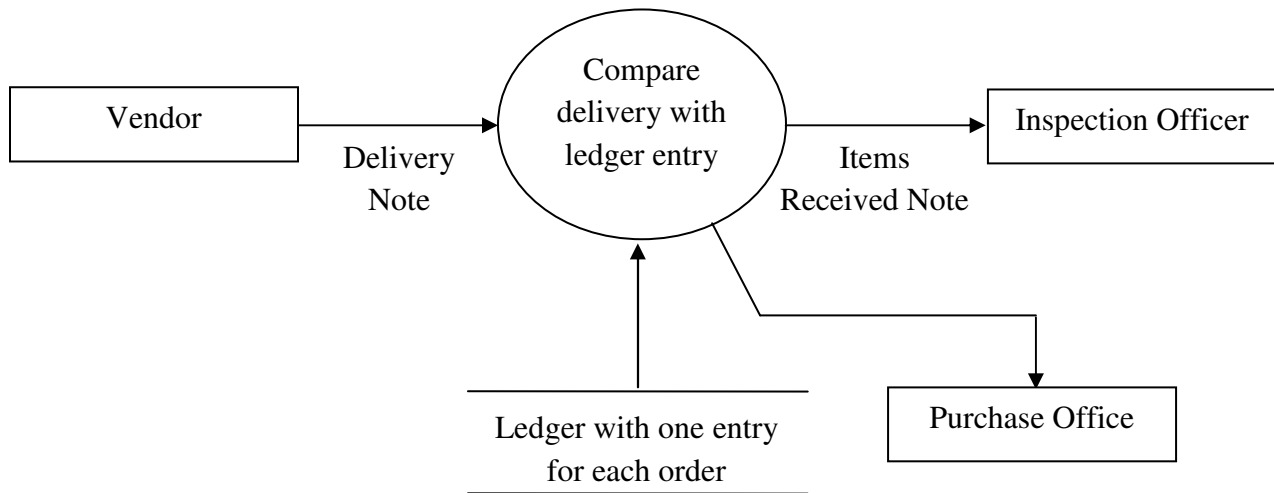 Vendor
Delivery
Note
Compare
delivery with
ledger entry
Items
Received Note
Inspection Officer
Ledger with one entry
for each order
Purchase Office